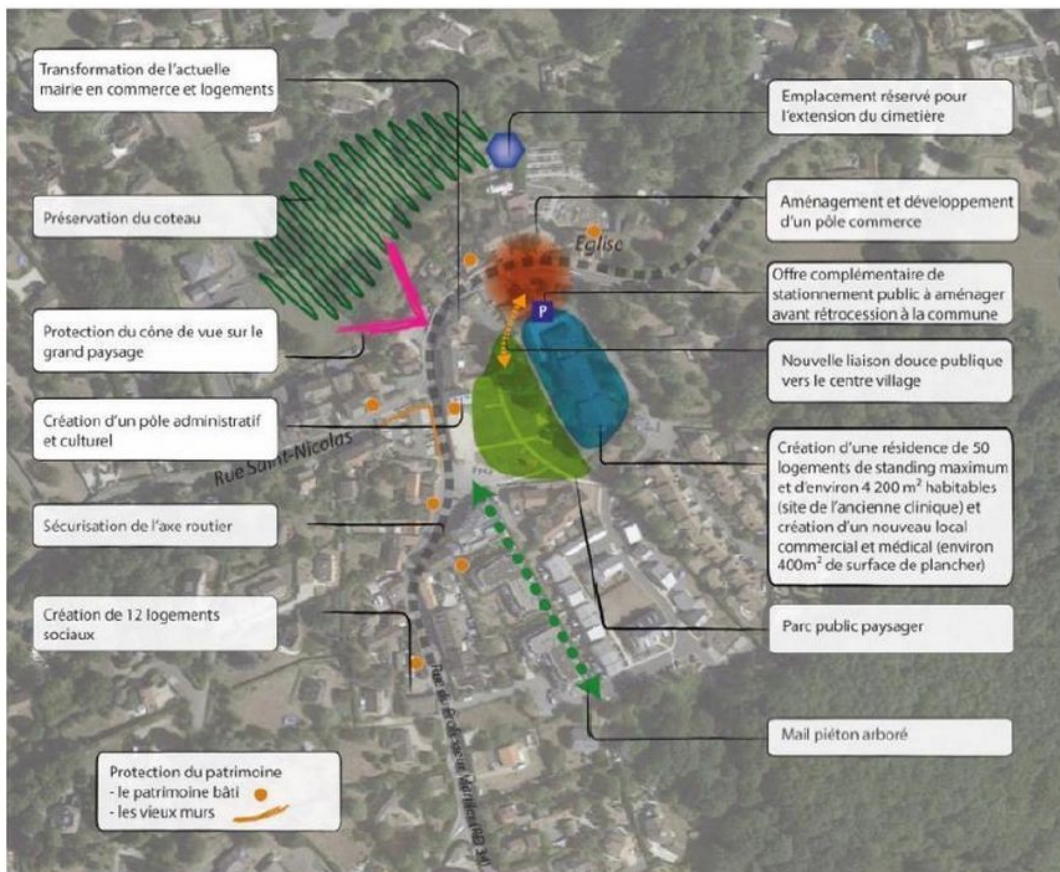 Transformation de l'actuelle
mairie en commerce et logements
Préservation du coteau
Protection du cône de vue sur le
grand paysage
Création d'un pôle administratif
et culturel
Sécurisation de l'axe routier
Création de 12 logements
sociaux
Protection du patrimoine
- le patrimoine bâti
- les vieux murs
Eglise
P
Rue Saint-Nicolas
Rue du Professeur (RD 34)
Emplacement réservé pour
l'extension du cimetière
Aménagement et développement
d'un pôle commerce
Offre complémentaire de
stationnement public à aménager
avant rétrocession à la commune
Nouvelle liaison douce publique
vers le centre village
Création d'une résidence de 50
logements de standing maximum
et d'environ 4 200 m² habitables
(site de l'ancienne clinique) et
création d'un nouveau local
commercial et médical (environ
400m² de surface de plancher)
Parc public paysager
Mail piéton arboré